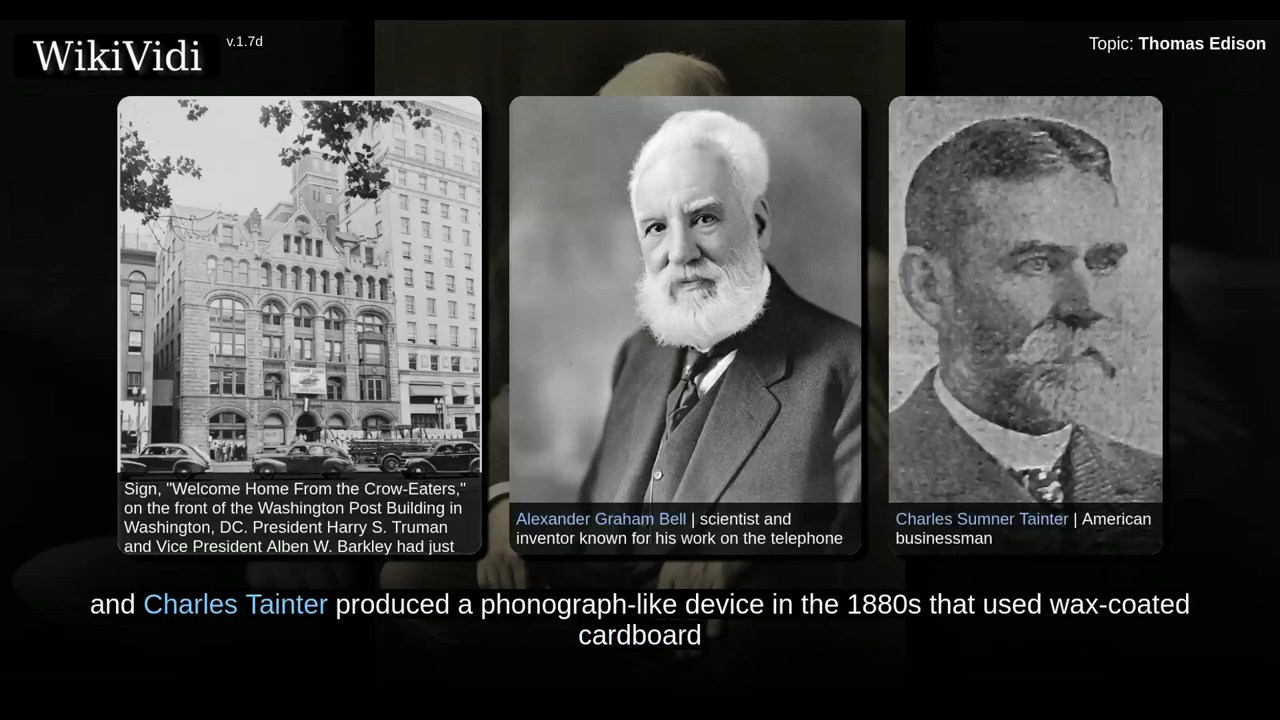 WikiVidi
v.1.7d
Topic: Thomas Edison
Sign, "Welcome Home From the Crow-Eaters,"
on the front of the Washington Post Building in
Washington, DC. President Harry S. Truman
and Vice President Alben W. Barkley had just
Alexander Graham Bell | scientist and
inventor known for his work on the telephone
Charles Sumner Tainter | American
businessman
and Charles Tainter produced a phonograph-like device in the 1880s that used wax-coated
cardboard